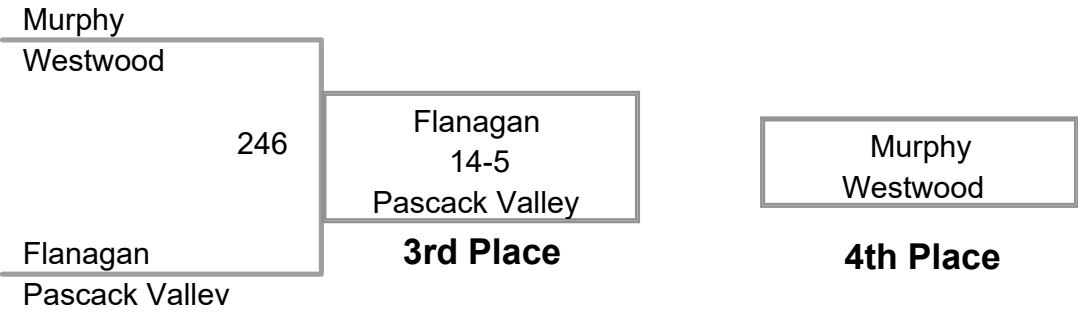 Murphy
Westwood
246
Flanagan
Pascack Valley
Flanagan
14-5
Pascack Valley
3rd Place
Murphy
Westwood
4th Place